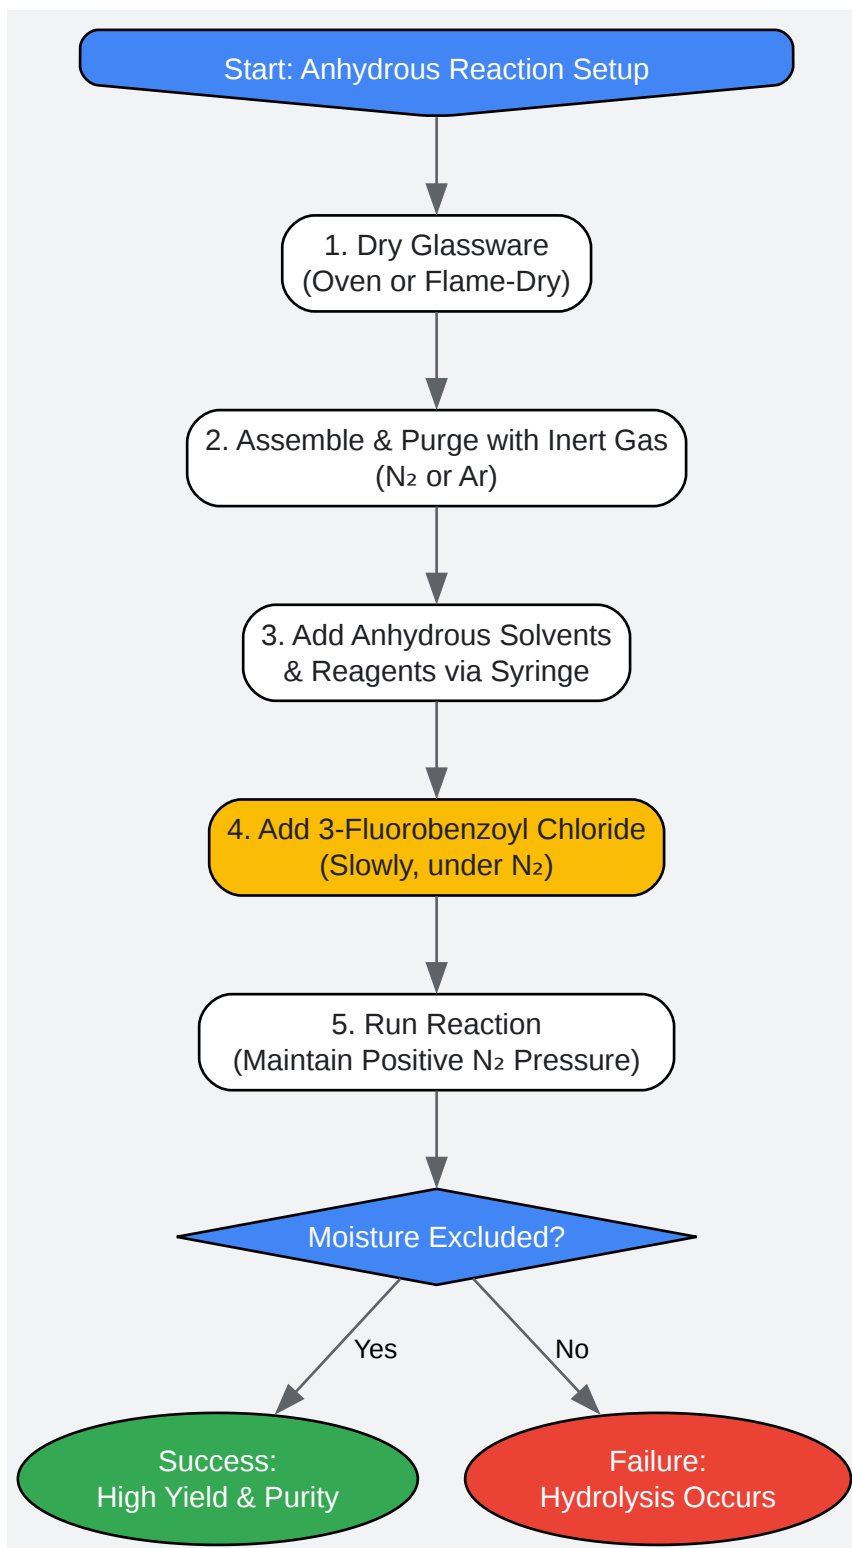 Start: Anhydrous Reaction Setup
1. Dry Glassware
(Oven or Flame-Dry)
2. Assemble & Purge with Inert Gas
(N₂ or Ar)
3. Add Anhydrous Solvents
& Reagents via Syringe
4. Add 3-Fluorobenzoyl Chloride
(Slowly, under N₂)
5. Run Reaction
(Maintain Positive N₂ Pressure)
Moisture Excluded?
Yes
No
Success:
High Yield & Purity
Failure:
Hydrolysis Occurs